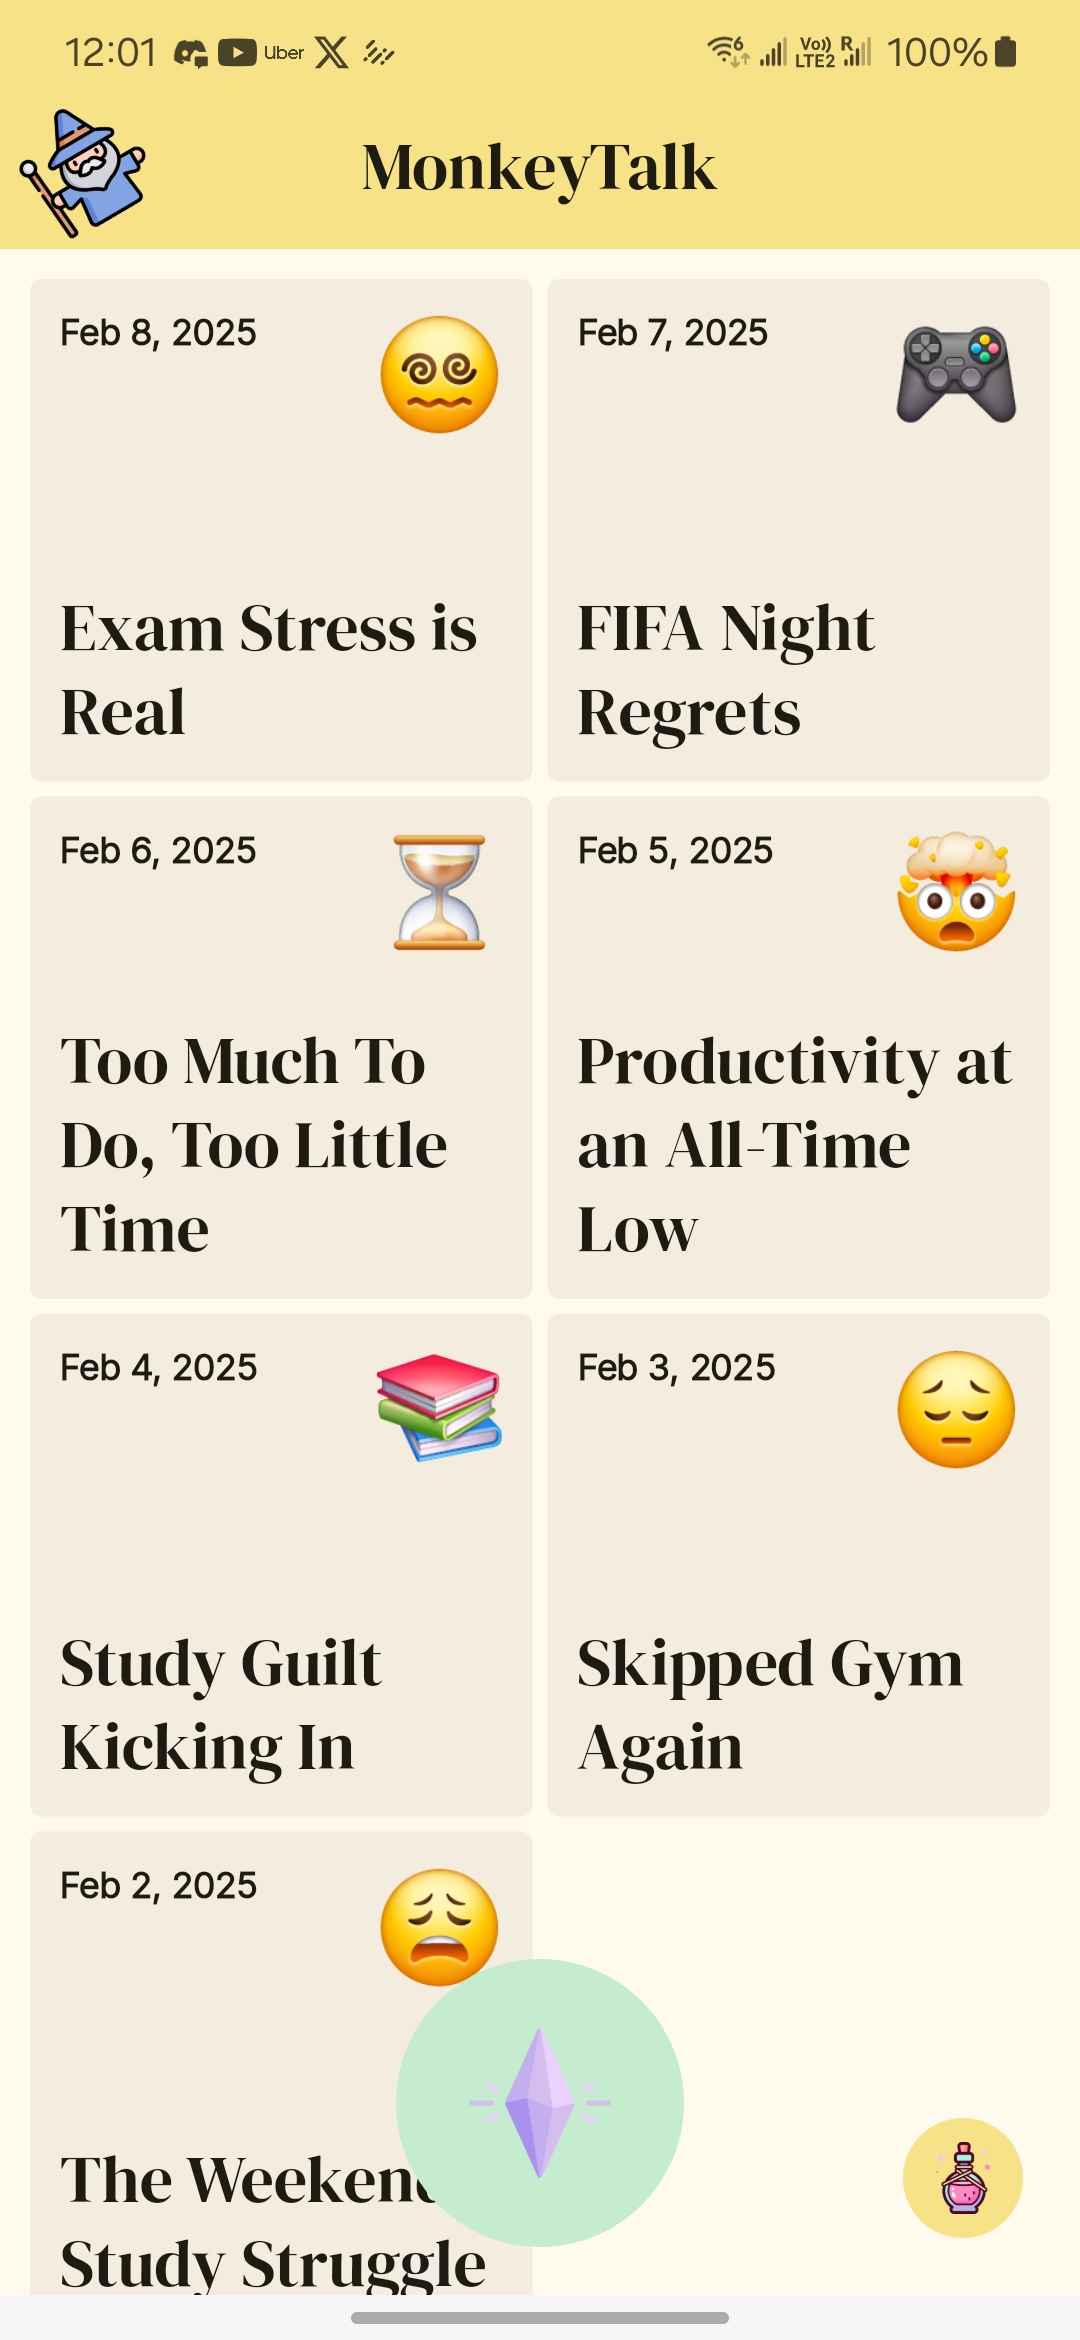 12:01 Uber Vo)) LTE2 R 100%
MonkeyTalk
Feb 8, 2025
Exam Stress is
Real
Feb 7, 2025
FIFA Night
Regrets
Feb 6, 2025
Too Much To
Do, Too Little
Time
Feb 5, 2025
Productivity at
an All-Time
Low
Feb 4, 2025
Study Guilt
Kicking In
Feb 3, 2025
Skipped Gym
Again
Feb 2, 2025
The Weekend
Study Struggle